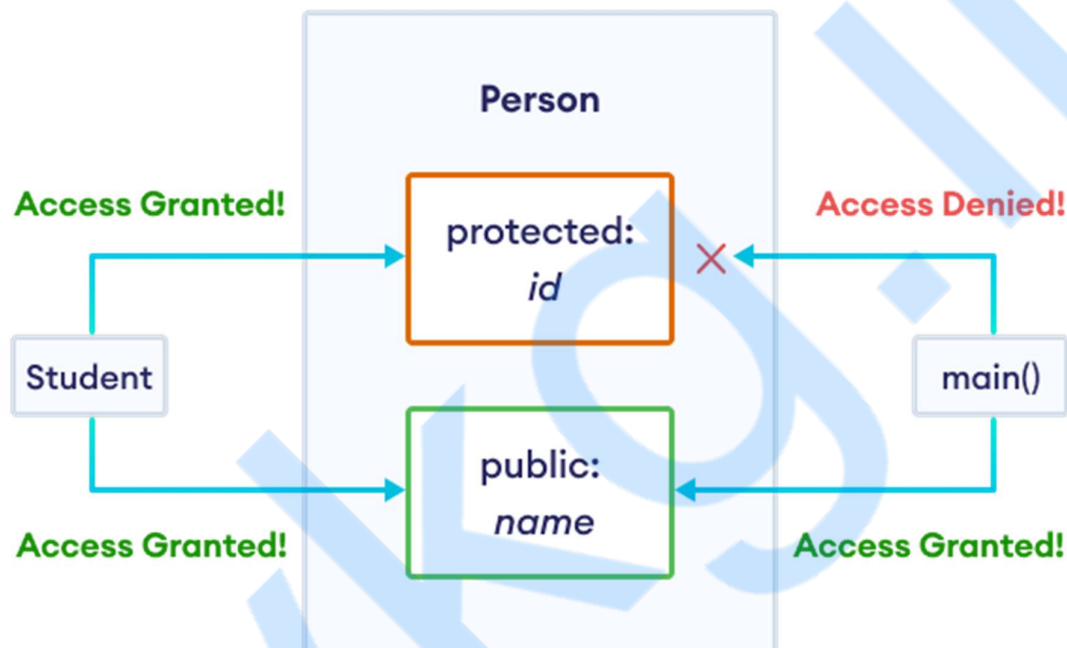 Person
Access Granted!
Access Denied!
protected:
id
Student
main()
public:
name
Access Granted!
Access Granted!